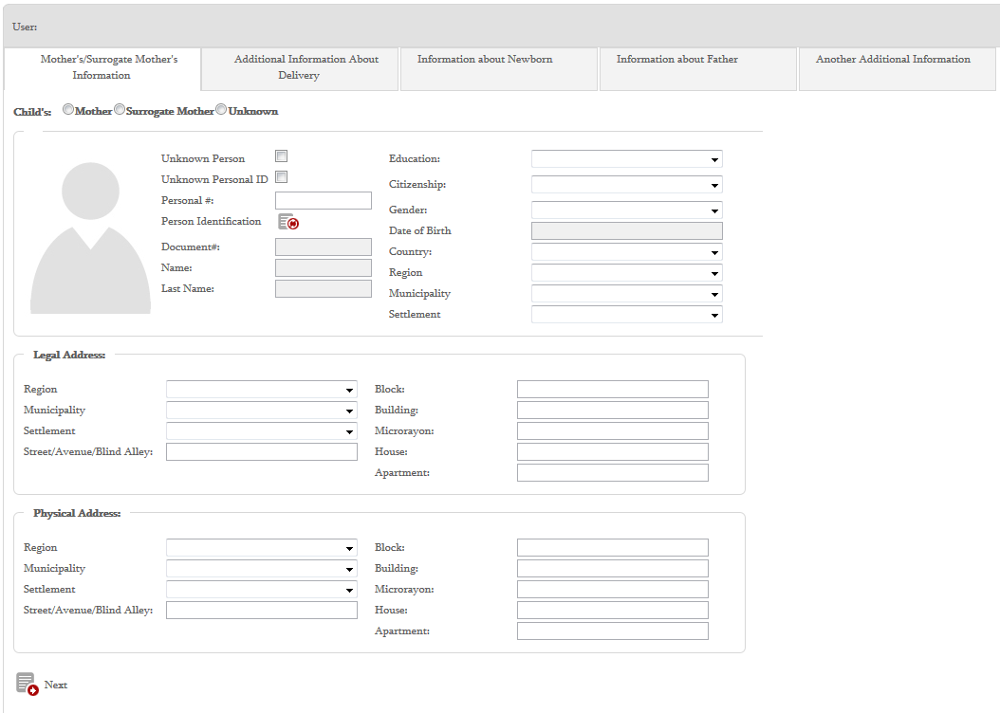 User:
Mother's/Surrogate Mother's
Information
Additional Information About
Delivery
Information about Newborn
Information about Father
Another Additional Information
Child's: Mother Surrogate Mother Unknown
Unknown Person
Unknown Personal ID
Personal #:
Person Identification
Document#:
Name:
Last Name:
Education:
Citizenship:
Gender:
Date of Birth
Country:
Region
Municipality
Settlement
Legal Address:
Region
Municipality
Settlement
Street/Avenue/Blind Alley:
Block:
Building:
Microrayon:
House:
Apartment:
Physical Address:
Region
Municipality
Settlement
Street/Avenue/Blind Alley:
Block:
Building:
Microrayon:
House:
Apartment:
Next